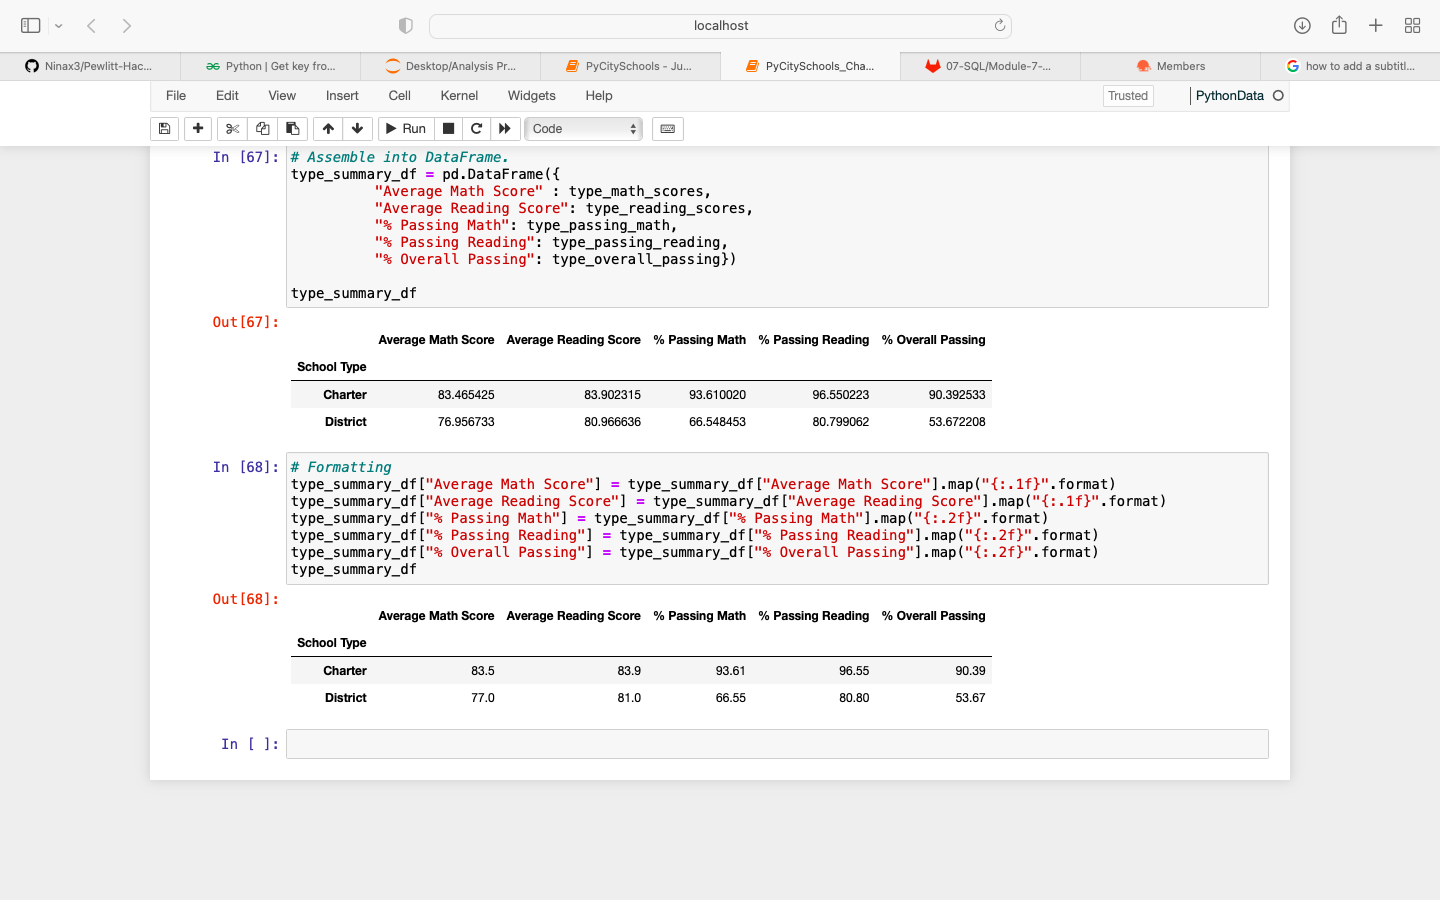 localhost
Ninax3/Pewlitt-Hac...
Python | Get key fro...
Desktop/Analysis Pr...
PyCitySchools - Ju...
PyCitySchools_Cha...
07-SQL/Module-7-...
Members
how to add a subtitl...
File Edit View Insert Cell Kernel Widgets Help Trusted PythonData
Run Code
In [67]: # Assemble into DataFrame.
type_summary_df = pd.DataFrame({
"Average Math Score" : type_math_scores,
"Average Reading Score": type_reading_scores,
"% Passing Math": type_passing_math,
"% Passing Reading": type_passing_reading,
"% Overall Passing": type_overall_passing})
type_summary_df
Out[67]:
Average Math Score Average Reading Score % Passing Math % Passing Reading % Overall Passing
School Type
Charter 83.465425 83.902315 93.610020 96.550223 90.392533
District 76.956733 80.966636 66.548453 80.799062 53.672208
In [68]: # Formatting
type_summary_df["Average Math Score"] = type_summary_df["Average Math Score"].map("{:.1f}".format)
type_summary_df["Average Reading Score"] = type_summary_df["Average Reading Score"].map("{:.1f}".format)
type_summary_df["% Passing Math"] = type_summary_df["% Passing Math"].map("{:.2f}".format)
type_summary_df["% Passing Reading"] = type_summary_df["% Passing Reading"].map("{:.2f}".format)
type_summary_df["% Overall Passing"] = type_summary_df["% Overall Passing"].map("{:.2f}".format)
type_summary_df
Out[68]:
Average Math Score Average Reading Score % Passing Math % Passing Reading % Overall Passing
School Type
Charter 83.5 83.9 93.61 96.55 90.39
District 77.0 81.0 66.55 80.80 53.67
In [ ]: